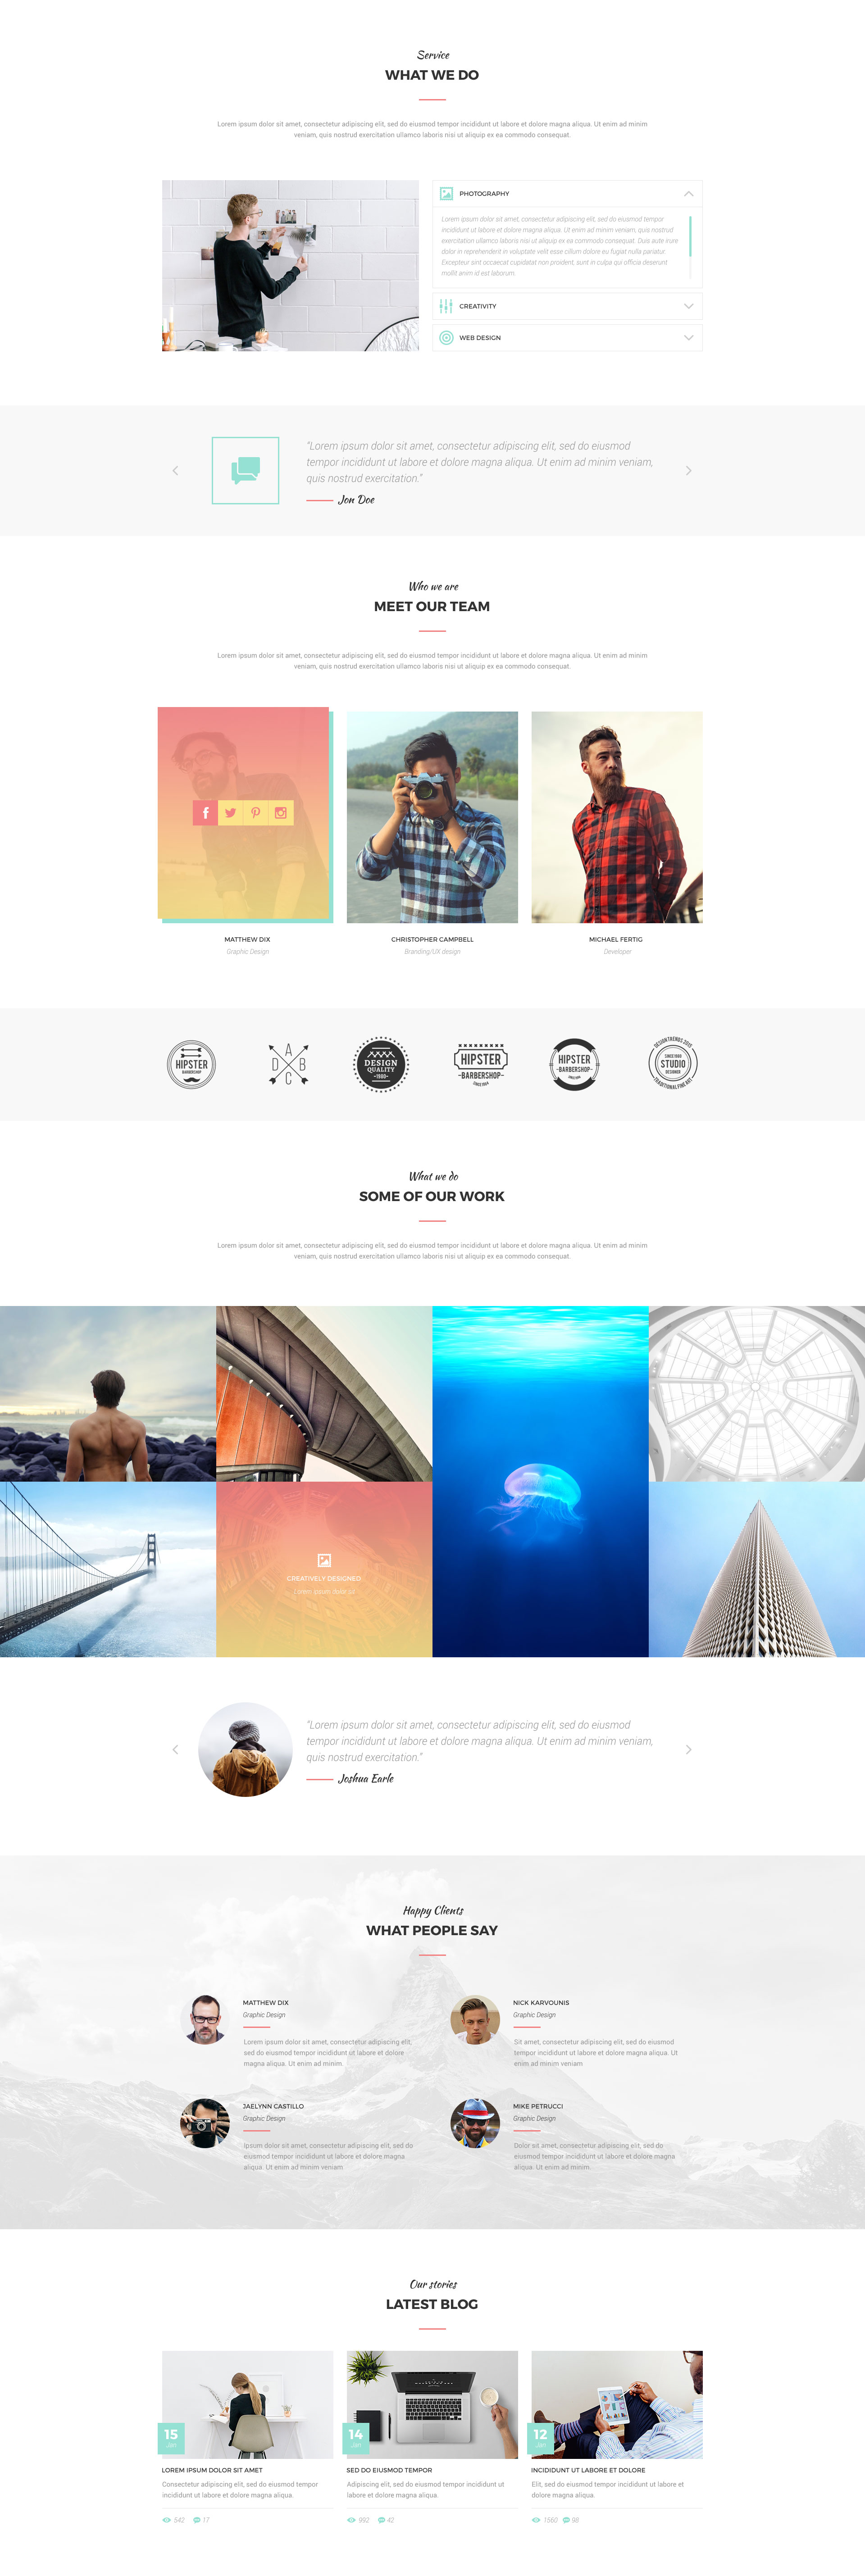 Service
WHAT WE DO
Lorem ipsum dolor sit amet, consectetur adipiscing elit, sed do eiusmod tempor incididunt ut labore et dolore magna aliqua. Ut enim ad minim
veniam, quis nostrud exercitation ullamco laboris nisi ut aliquip ex ea commodo consequat.
PHOTOGRAPHY
Lorem ipsum dolor sit amet, consectetur adipiscing elit, sed do eiusmod tempor
incididunt ut labore et dolore magna aliqua. Ut enim ad minim veniam, quis nostrud
exercitation ullamco laboris nisi ut aliquip ex ea commodo consequat. Duis aute irure
dolor in reprehenderit in voluptate velit esse cillum dolore eu fugiat nulla pariatur.
Excepteur sint occaecat cupidatat non proident, sunt in culpa qui officia deserunt
mollit anim id est laborum.
CREATIVITY
WEB DESIGN
“Lorem ipsum dolor sit amet, consectetur adipiscing elit, sed do eiusmod
tempor incididunt ut labore et dolore magna aliqua. Ut enim ad minim veniam,
quis nostrud exercitation.”
Jon Doe
Who we are
MEET OUR TEAM
Lorem ipsum dolor sit amet, consectetur adipiscing elit, sed do eiusmod tempor incididunt ut labore et dolore magna aliqua. Ut enim ad minim
veniam, quis nostrud exercitation ullamco laboris nisi ut aliquip ex ea commodo consequat.
MATTHEW DIX
Graphic Design
CHRISTOPHER CAMPBELL
Branding/UX design
MICHAEL FERTIG
Developer
HIPSTER
BARBERSHOP
A
D B
C
DESIGN
QUALITY
1980
HIPSTER
-BARBERSHOP-
SINCE 1969
HIPSTER
-BARBERSHOP-
SINCE 1969
DESIGN TRENDS 2015
SINCE 1980
STUDIO
DESIGNER
TRADITIONAL FINE ART
What we do
SOME OF OUR WORK
Lorem ipsum dolor sit amet, consectetur adipiscing elit, sed do eiusmod tempor incididunt ut labore et dolore magna aliqua. Ut enim ad minim
veniam, quis nostrud exercitation ullamco laboris nisi ut aliquip ex ea commodo consequat.
CREATIVELY DESIGNED
Lorem ipsum dolor sit
“Lorem ipsum dolor sit amet, consectetur adipiscing elit, sed do eiusmod
tempor incididunt ut labore et dolore magna aliqua. Ut enim ad minim veniam,
quis nostrud exercitation.”
Joshua Earle
Happy Clients
WHAT PEOPLE SAY
MATTHEW DIX
Graphic Design
Lorem ipsum dolor sit amet, consectetur adipiscing elit,
sed do eiusmod tempor incididunt ut labore et dolore
magna aliqua. Ut enim ad minim.
NICK KARVOUNIS
Graphic Design
Sit amet, consectetur adipiscing elit, sed do eiusmod
tempor incididunt ut labore et dolore magna aliqua. Ut
enim ad minim veniam.
JAELYNN CASTILLO
Graphic Design
Ipsum dolor sit amet, consectetur adipiscing elit, sed do
eiusmod tempor incididunt ut labore et dolore magna
aliqua. Ut enim ad minim veniam.
MIKE PETRUCCI
Graphic Design
Dolor sit amet, consectetur adipiscing elit, sed do
eiusmod tempor incididunt ut labore et dolore magna
aliqua. Ut enim ad minim.
Our stories
LATEST BLOG
15
Jan
LOREM IPSUM DOLOR SIT AMET
Consectetur adipiscing elit, sed do eiusmod tempor
incididunt ut labore et dolore magna aliqua.
542 17
14
Jan
SED DO EIUSMOD TEMPOR
Adipiscing elit, sed do eiusmod tempor incididunt ut
labore et dolore magna aliqua.
992 42
12
Jan
INCIDIDUNT UT LABORE ET DOLORE
Elit, sed do eiusmod tempor incididunt ut labore et
dolore magna aliqua.
1560 98